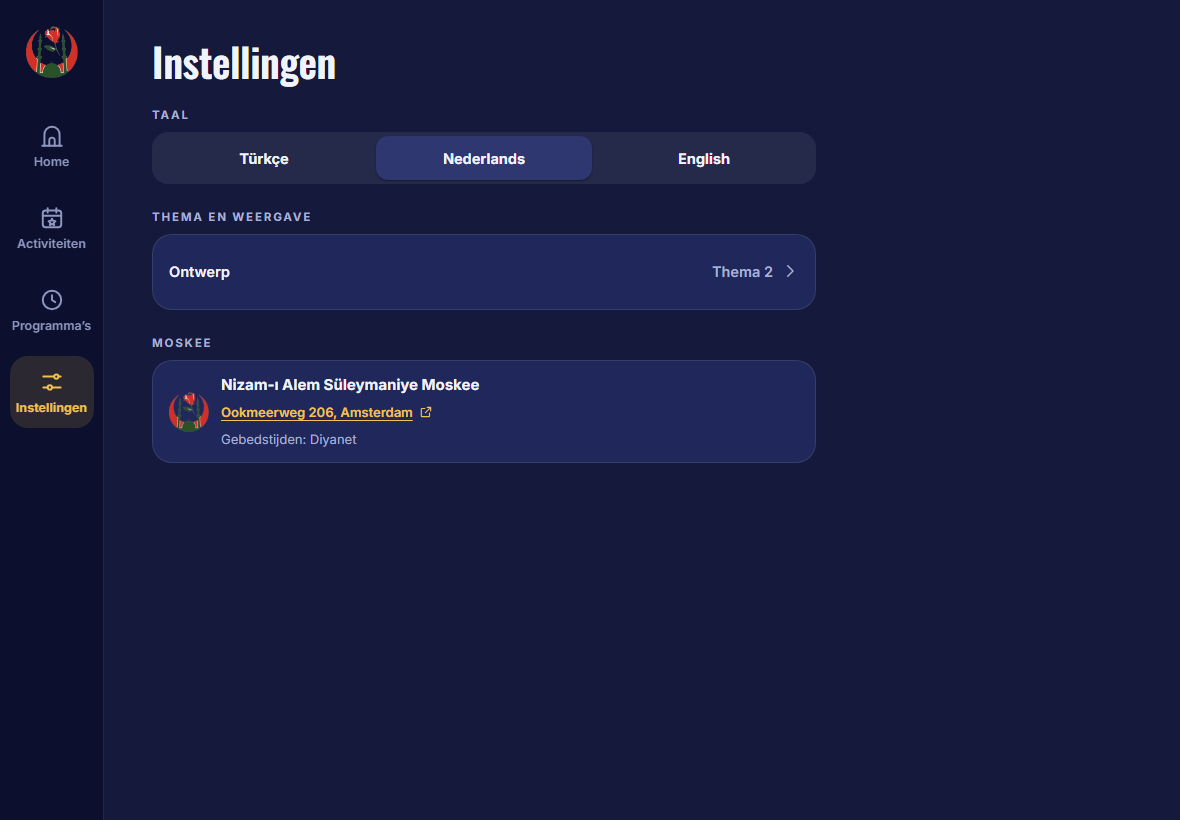 Instellingen
TAAL
Türkçe
Nederlands
English
THEMA EN WEERGAVE
Ontwerp
Thema 2
MOSKEE
Nizam-ı Alem Süleymaniye Moskee
Ookmeerweg 206, Amsterdam
Gebedstijden: Diyanet
Home
Activiteiten
Programma's
Instellingen